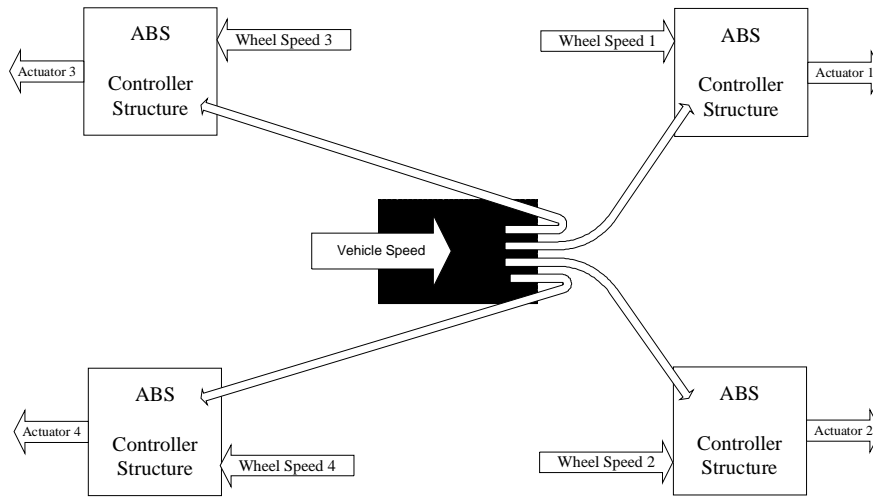 ABS
Wheel Speed 3
Actuator 3
Controller
Structure
Wheel Speed 1
ABS
Actuator 1
Controller
Structure
Vehicle Speed
ABS
Actuator 4
Controller
Structure
Wheel Speed 4
ABS
Actuator 2
Controller
Structure
Wheel Speed 2